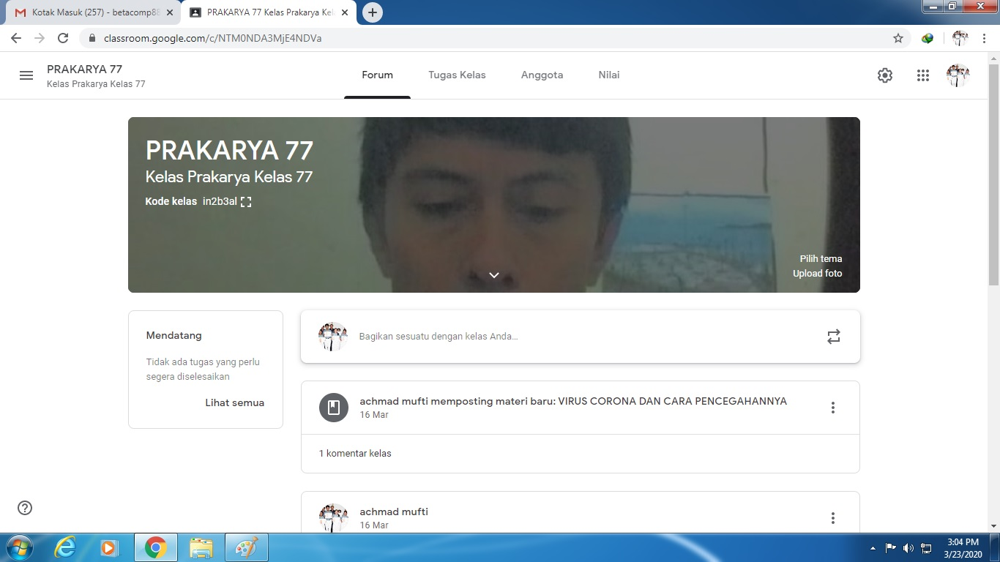 Kotak Masuk (257) - betacomp88
PRAKARYA 77 Kelas Prakarya Kel
classroom.google.com/c/NTM0NDA3MjE4NDVa
PRAKARYA 77
Kelas Prakarya Kelas 77
Forum
Tugas Kelas
Anggota
Nilai
PRAKARYA 77
Kelas Prakarya Kelas 77
Kode kelas in2b3al
Pilih tema
Upload foto
Mendatang
Tidak ada tugas yang perlu
segera diselesaikan
Lihat semua
Bagikan sesuatu dengan kelas Anda...
achmad mufti memposting materi baru: VIRUS CORONA DAN CARA PENCEGAHANNYA
16 Mar
1 komentar kelas
achmad mufti
16 Mar
3:04 PM
3/23/2020